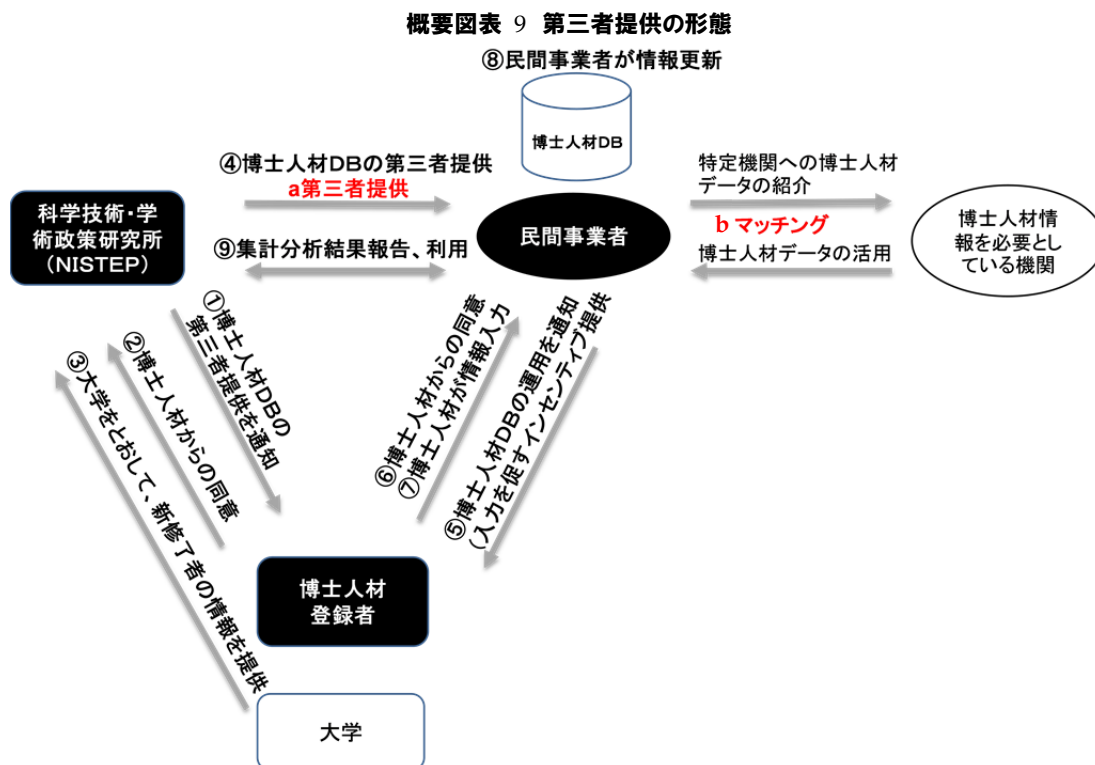 概要図表 9 第三者提供の形態
⑧民間事業者が情報更新
博士人材DB
④博士人材DBの第三者提供
a第三者提供
特定機関への博士人材
データの紹介
科学技術・学
術政策研究所
(NISTEP)
民間事業者
b マッチング
博士人材情
報を必要とし
ている機関
⑨集計分析結果報告、利用
博士人材データの活用
①博士人材DBの
第三者提供を通知
②博士人材からの同意
③大学をとおして、新修了者の情報を提供
⑥博士人材からの同意
⑦博士人材が情報入力
⑤博士人材DBの運用を通知
(入力を促すインセンティブ提供
博士人材
登録者
大学